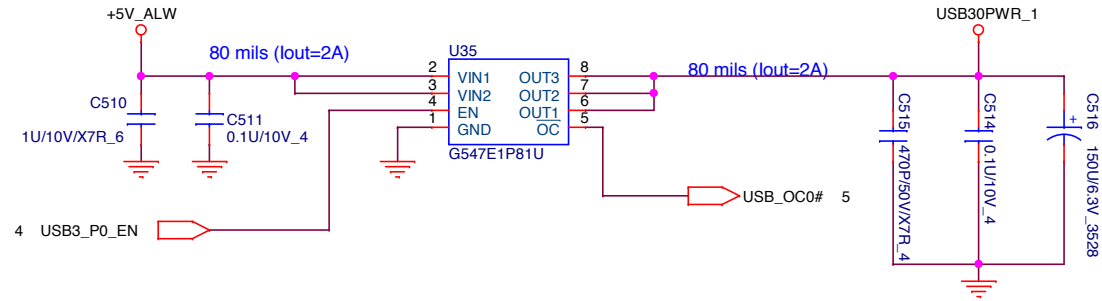 +5V_ALW
USB30PWR_1
80 mils (Iout=2A)
U35
2 VIN1 OUT3 8
3 VIN2 OUT2 7
4 EN OUT1 6
1 GND OC 5
G547E1P81U
80 mils (Iout=2A)
C510
1U/10V/X7R_6
C511
0.1U/10V_4
C515
470P/50V/X7R_4
C514
0.1U/10V_4
C516
+
150U/6.3V_3528
USB_OC0# 5
4 USB3_P0_EN